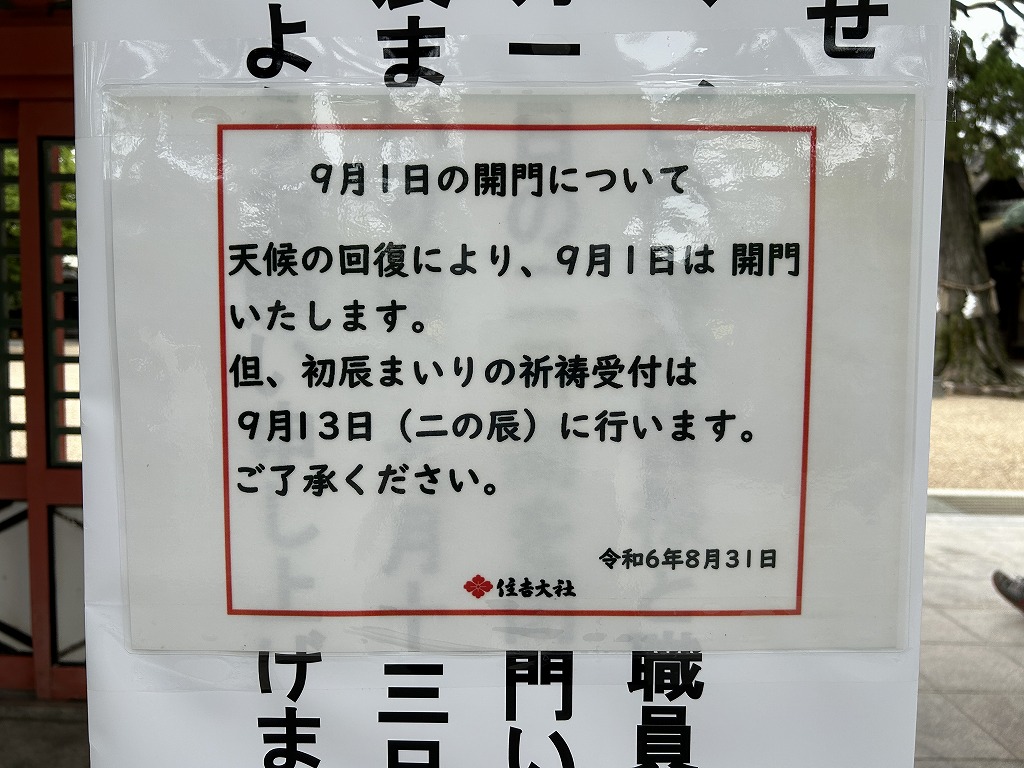 9月1日の開門について
天候の回復により、9月1日は 開門
いたします。
但、初辰まいりの祈祷受付は
9月13日（二の辰）に行います。
ご了承ください。
令和6年8月31日
住吉大社
せ
職員
門い
三日
げま